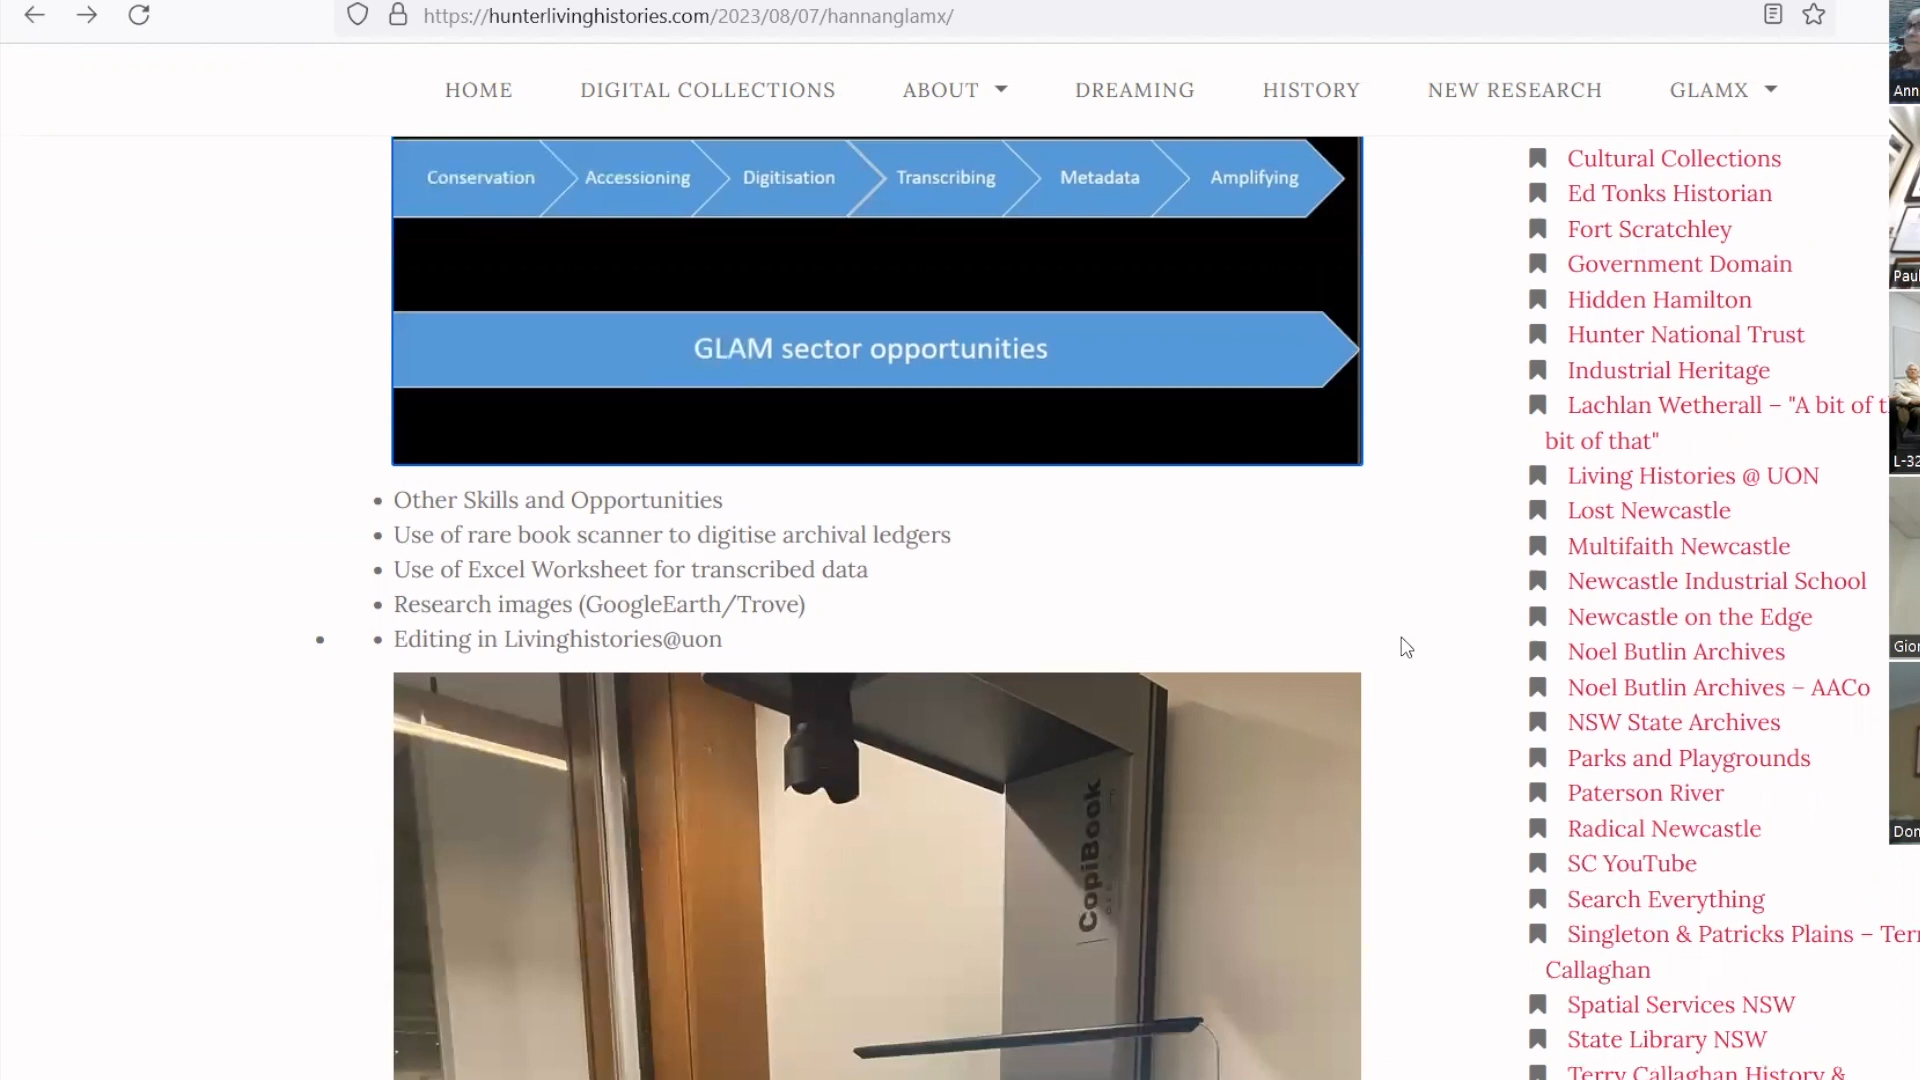 https://hunterlivinghistories.com/2023/08/07/hannanglamx/
HOME DIGITAL COLLECTIONS ABOUT DREAMING HISTORY NEW RESEARCH GLAMX
Conservation Accessioning Digitisation Transcribing Metadata Amplifying
GLAM sector opportunities
• Other Skills and Opportunities
• Use of rare book scanner to digitise archival ledgers
• Use of Excel Worksheet for transcribed data
• Research images (GoogleEarth/Trove)
• • Editing in Livinghistories@uon
CopiBook
Cultural Collections
Ed Tonks Historian
Fort Scratchley
Government Domain
Hidden Hamilton
Hunter National Trust
Industrial Heritage
Lachlan Wetherall – "A bit of t
bit of that"
Living Histories @ UON
Lost Newcastle
Multifaith Newcastle
Newcastle Industrial School
Newcastle on the Edge
Noel Butlin Archives
Noel Butlin Archives – AACo
NSW State Archives
Parks and Playgrounds
Paterson River
Radical Newcastle
SC YouTube
Search Everything
Singleton & Patricks Plains – Terr
Callaghan
Spatial Services NSW
State Library NSW
Terry Callaghan History &
Ann
Paul
L-32
Gior
Don